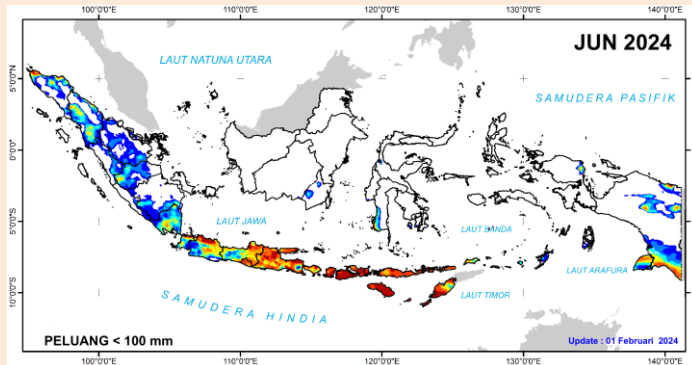 100°0'0"E 110°0'0"E 120°0'0"E 130°0'0"E 140°0'0"E
JUN 2024
LAUT NATUNA UTARA
5°0'0"N
SAMUDERA PASIFIK
0°0'0"
LAUT JAWA
LAUT BANDA
5°0'0"S
LAUT ARAFURA
10°0'0"S
SAMUDERA HINDIA
LAUT TIMOR
PELUANG < 100 mm
Update : 01 Februari 2024
100°0'0"E 110°0'0"E 120°0'0"E 130°0'0"E 140°0'0"E